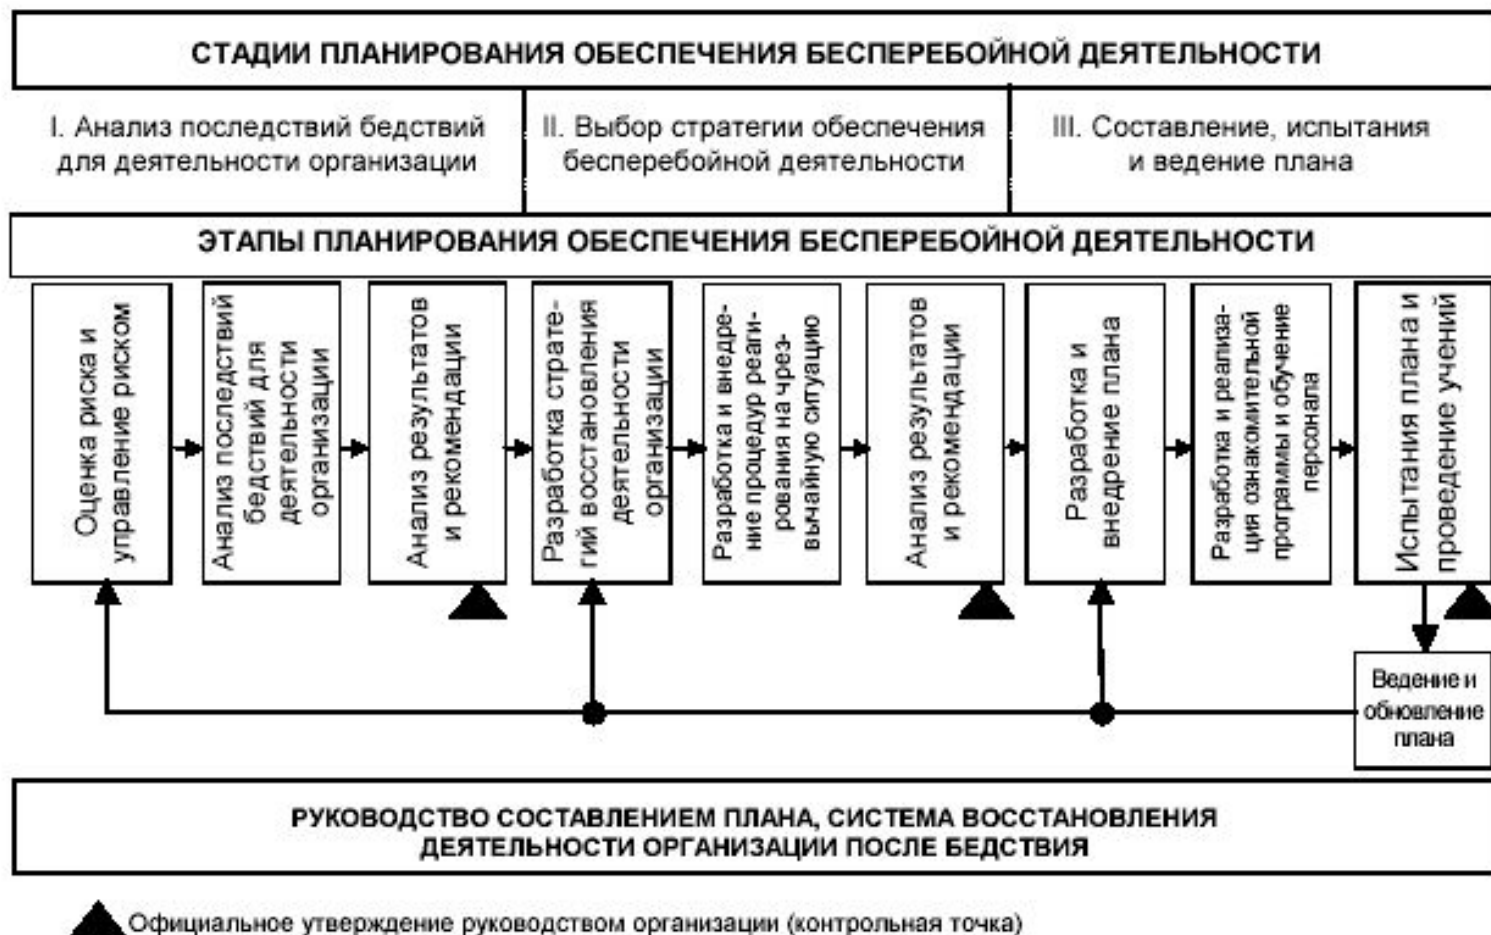 СТАДИИ ПЛАНИРОВАНИЯ ОБЕСПЕЧЕНИЯ БЕСПЕРЕБОЙНОЙ ДЕЯТЕЛЬНОСТИ
I. Анализ последствий бедствий
для деятельности организации
II. Выбор стратегии обеспечения
бесперебойной деятельности
III. Составление, испытания
и ведение плана
ЭТАПЫ ПЛАНИРОВАНИЯ ОБЕСПЕЧЕНИЯ БЕСПЕРЕБОЙНОЙ ДЕЯТЕЛЬНОСТИ
Оценка риска и
управление риском
Анализ последствий
бедствий для
деятельности
организации
Анализ результатов
и рекомендации
Разработка страте-
гий восстановления
деятельности
организации
Разработка и внедре-
ние процедур реаги-
рования на чрез-
вычайную ситуацию
Анализ результатов
и рекомендации
Разработка и
внедрение плана
Разработка и реализа-
ция ознакомительной
программы и обучение
персонала
Испытания плана и
проведение учений
Ведение и
обновление
плана
РУКОВОДСТВО СОСТАВЛЕНИЕМ ПЛАНА, СИСТЕМА ВОССТАНОВЛЕНИЯ
ДЕЯТЕЛЬНОСТИ ОРГАНИЗАЦИИ ПОСЛЕ БЕДСТВИЯ
Официальное утверждение руководством организации (контрольная точка)